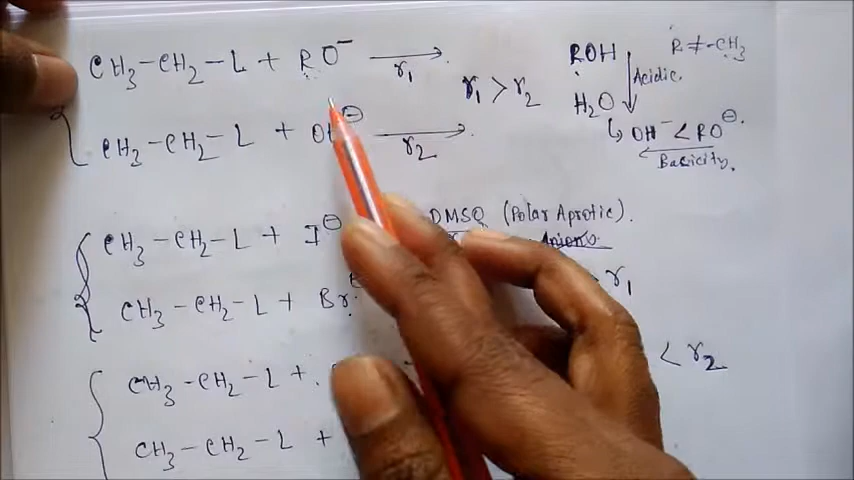 CH3-CH2-L + RO⁻ → r1
CH3-CH2-L + OH⊖ → r2
r1 > r2
ROH
H2O
Acidic.
R ≠ -CH3
↳ OH⁻ < RO⊖
Basicity.
CH3-CH2-L + I⊖
DMSO (Polar Aprotic).
CH3-CH2-L + Br
r1
CH3-CH2-L +
< r2
CH3-CH2-L +